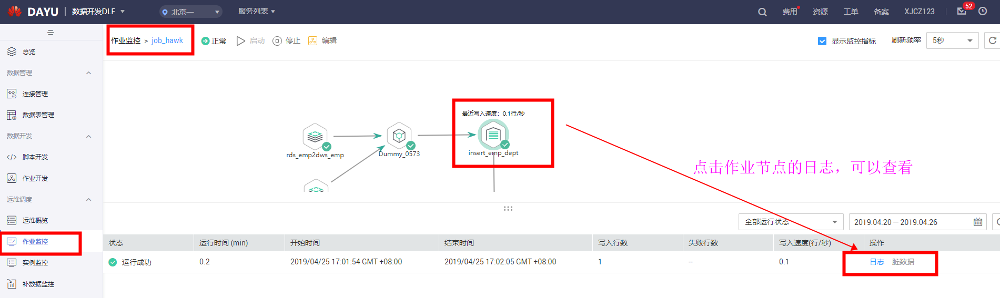 DAYU 数据开发DLF 北京一 服务列表 费用 资源 工单 备案 XJCZ123 52
作业监控 > job_hawk 正常 启动 停止 编辑 显示监控指标 刷新频率 5秒
总览
数据管理
连接管理
数据表管理
数据开发
脚本开发
作业开发
运维调度
运维概览
作业监控
实例监控
补数据监控
最近写入速度：0.1行/秒
rds_emp2dws_emp
Dummy_0573
insert_emp_dept
点击作业节点的日志，可以查看
全部运行状态 2019.04.20 – 2019.04.26
状态 运行时间 (min) 开始时间 结束时间 写入行数 失败行数 写入速度(行/秒) 操作
运行成功 0.2 2019/04/25 17:01:54 GMT +08:00 2019/04/25 17:02:05 GMT +08:00 1 -- 0.1 日志 脏数据